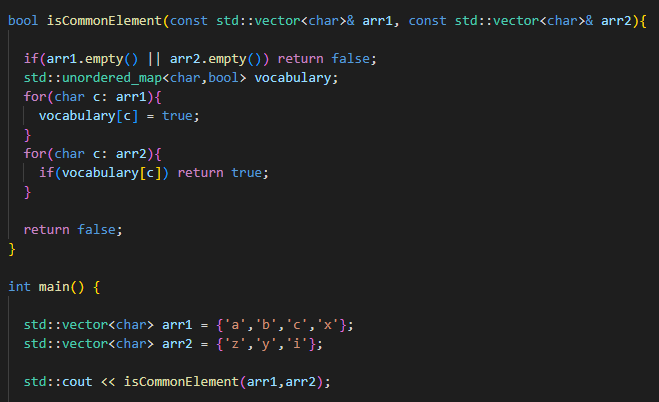 bool isCommonElement(const std::vector<char>& arr1, const std::vector<char>& arr2){
if(arr1.empty() || arr2.empty()) return false;
std::unordered_map<char,bool> vocabulary;
for(char c: arr1){
vocabulary[c] = true;
}
for(char c: arr2){
if(vocabulary[c]) return true;
}
return false;
}
int main() {
std::vector<char> arr1 = {'a','b','c','x'};
std::vector<char> arr2 = {'z','y','i'};
std::cout << isCommonElement(arr1,arr2);